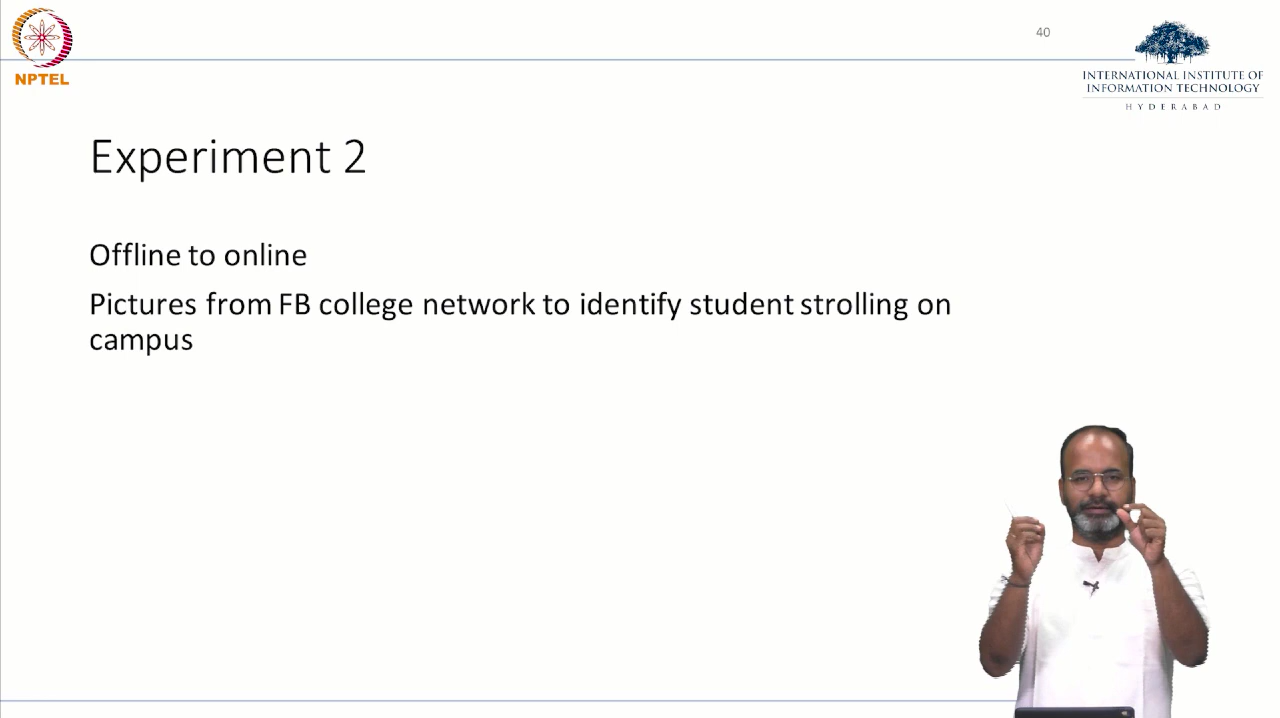 40
NPTEL
INTERNATIONAL INSTITUTE OF
INFORMATION TECHNOLOGY
HYDERABAD
Experiment 2
Offline to online
Pictures from FB college network to identify student strolling on
campus